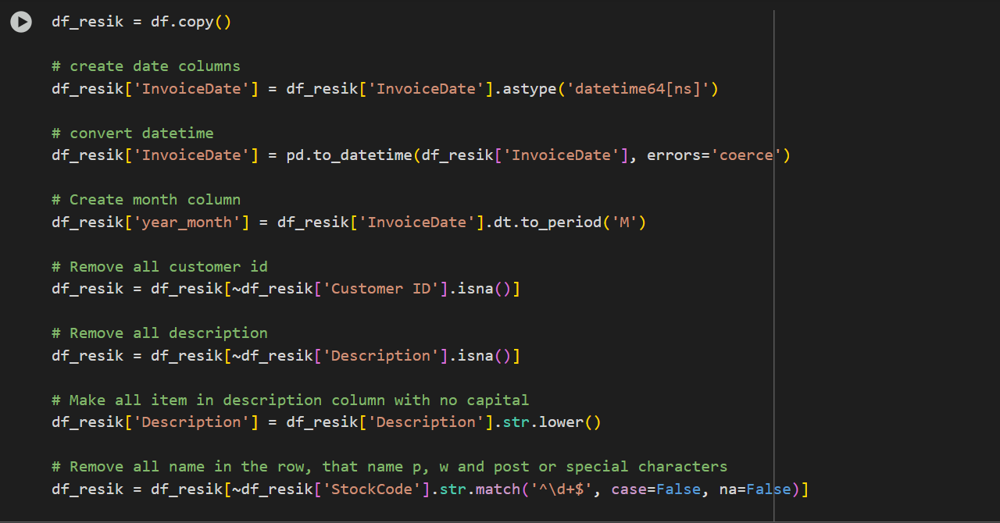 df_resik = df.copy()
# create date columns
df_resik['InvoiceDate'] = df_resik['InvoiceDate'].astype('datetime64[ns]')
# convert datetime
df_resik['InvoiceDate'] = pd.to_datetime(df_resik['InvoiceDate'], errors='coerce')
# Create month column
df_resik['year_month'] = df_resik['InvoiceDate'].dt.to_period('M')
# Remove all customer id
df_resik = df_resik[~df_resik['Customer ID'].isna()]
# Remove all description
df_resik = df_resik[~df_resik['Description'].isna()]
# Make all item in description column with no capital
df_resik['Description'] = df_resik['Description'].str.lower()
# Remove all name in the row, that name p, w and post or special characters
df_resik = df_resik[~df_resik['StockCode'].str.match('^\d+$', case=False, na=False)]